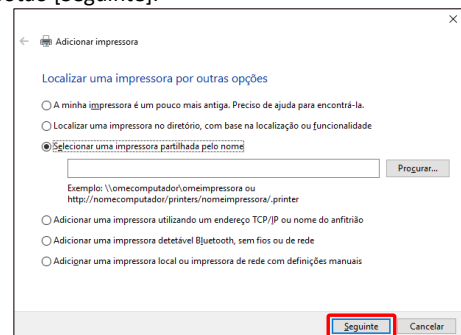 [Seguinte].
Adicionar impressora
Localizar uma impressora por outras opções
A minha impressora é um pouco mais antiga. Preciso de ajuda para encontrá-la.
Localizar uma impressora no diretório, com base na localização ou funcionalidade
Selecionar uma impressora partilhada pelo nome
Procurar...
Exemplo: \\omecomputador\omeimpressora ou
http://nomecomputador/printers/nomeimpressora/.printer
Adicionar uma impressora utilizando um endereço TCP/IP ou nome do anfitrião
Adicionar uma impressora detetável Bluetooth, sem fios ou de rede
Adicionar uma impressora local ou impressora de rede com definições manuais
Seguinte Cancelar